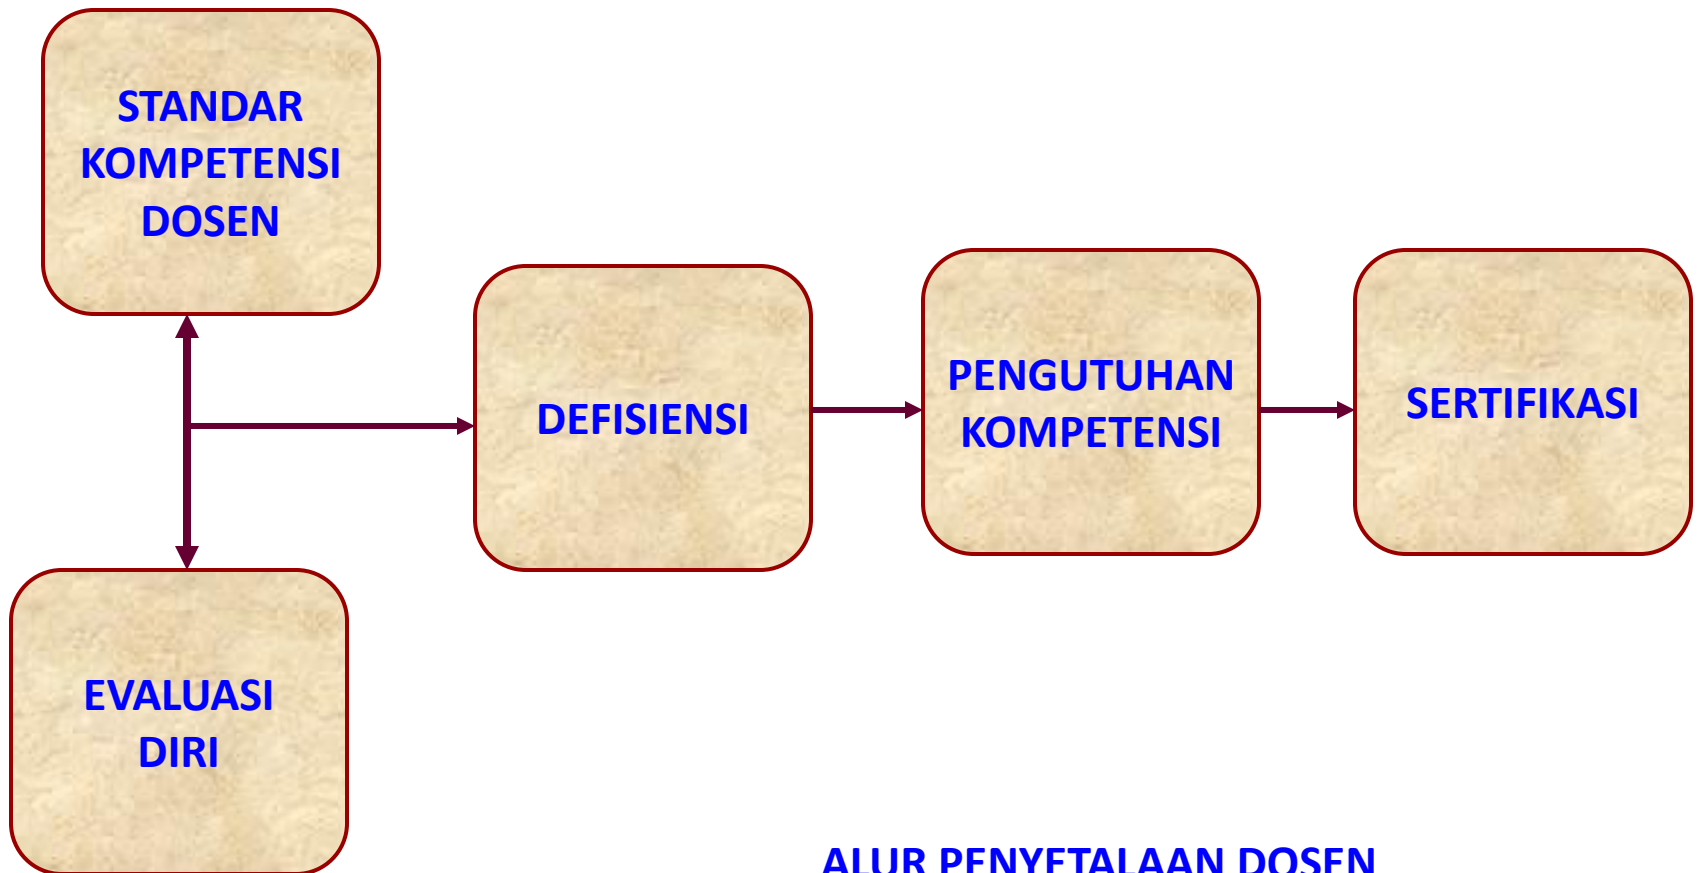 STANDAR
KOMPETENSI
DOSEN
DEFISIENSI
PENGUTUHAN
KOMPETENSI
SERTIFIKASI
EVALUASI
DIRI
ALUR PENYETALAAN DOSEN